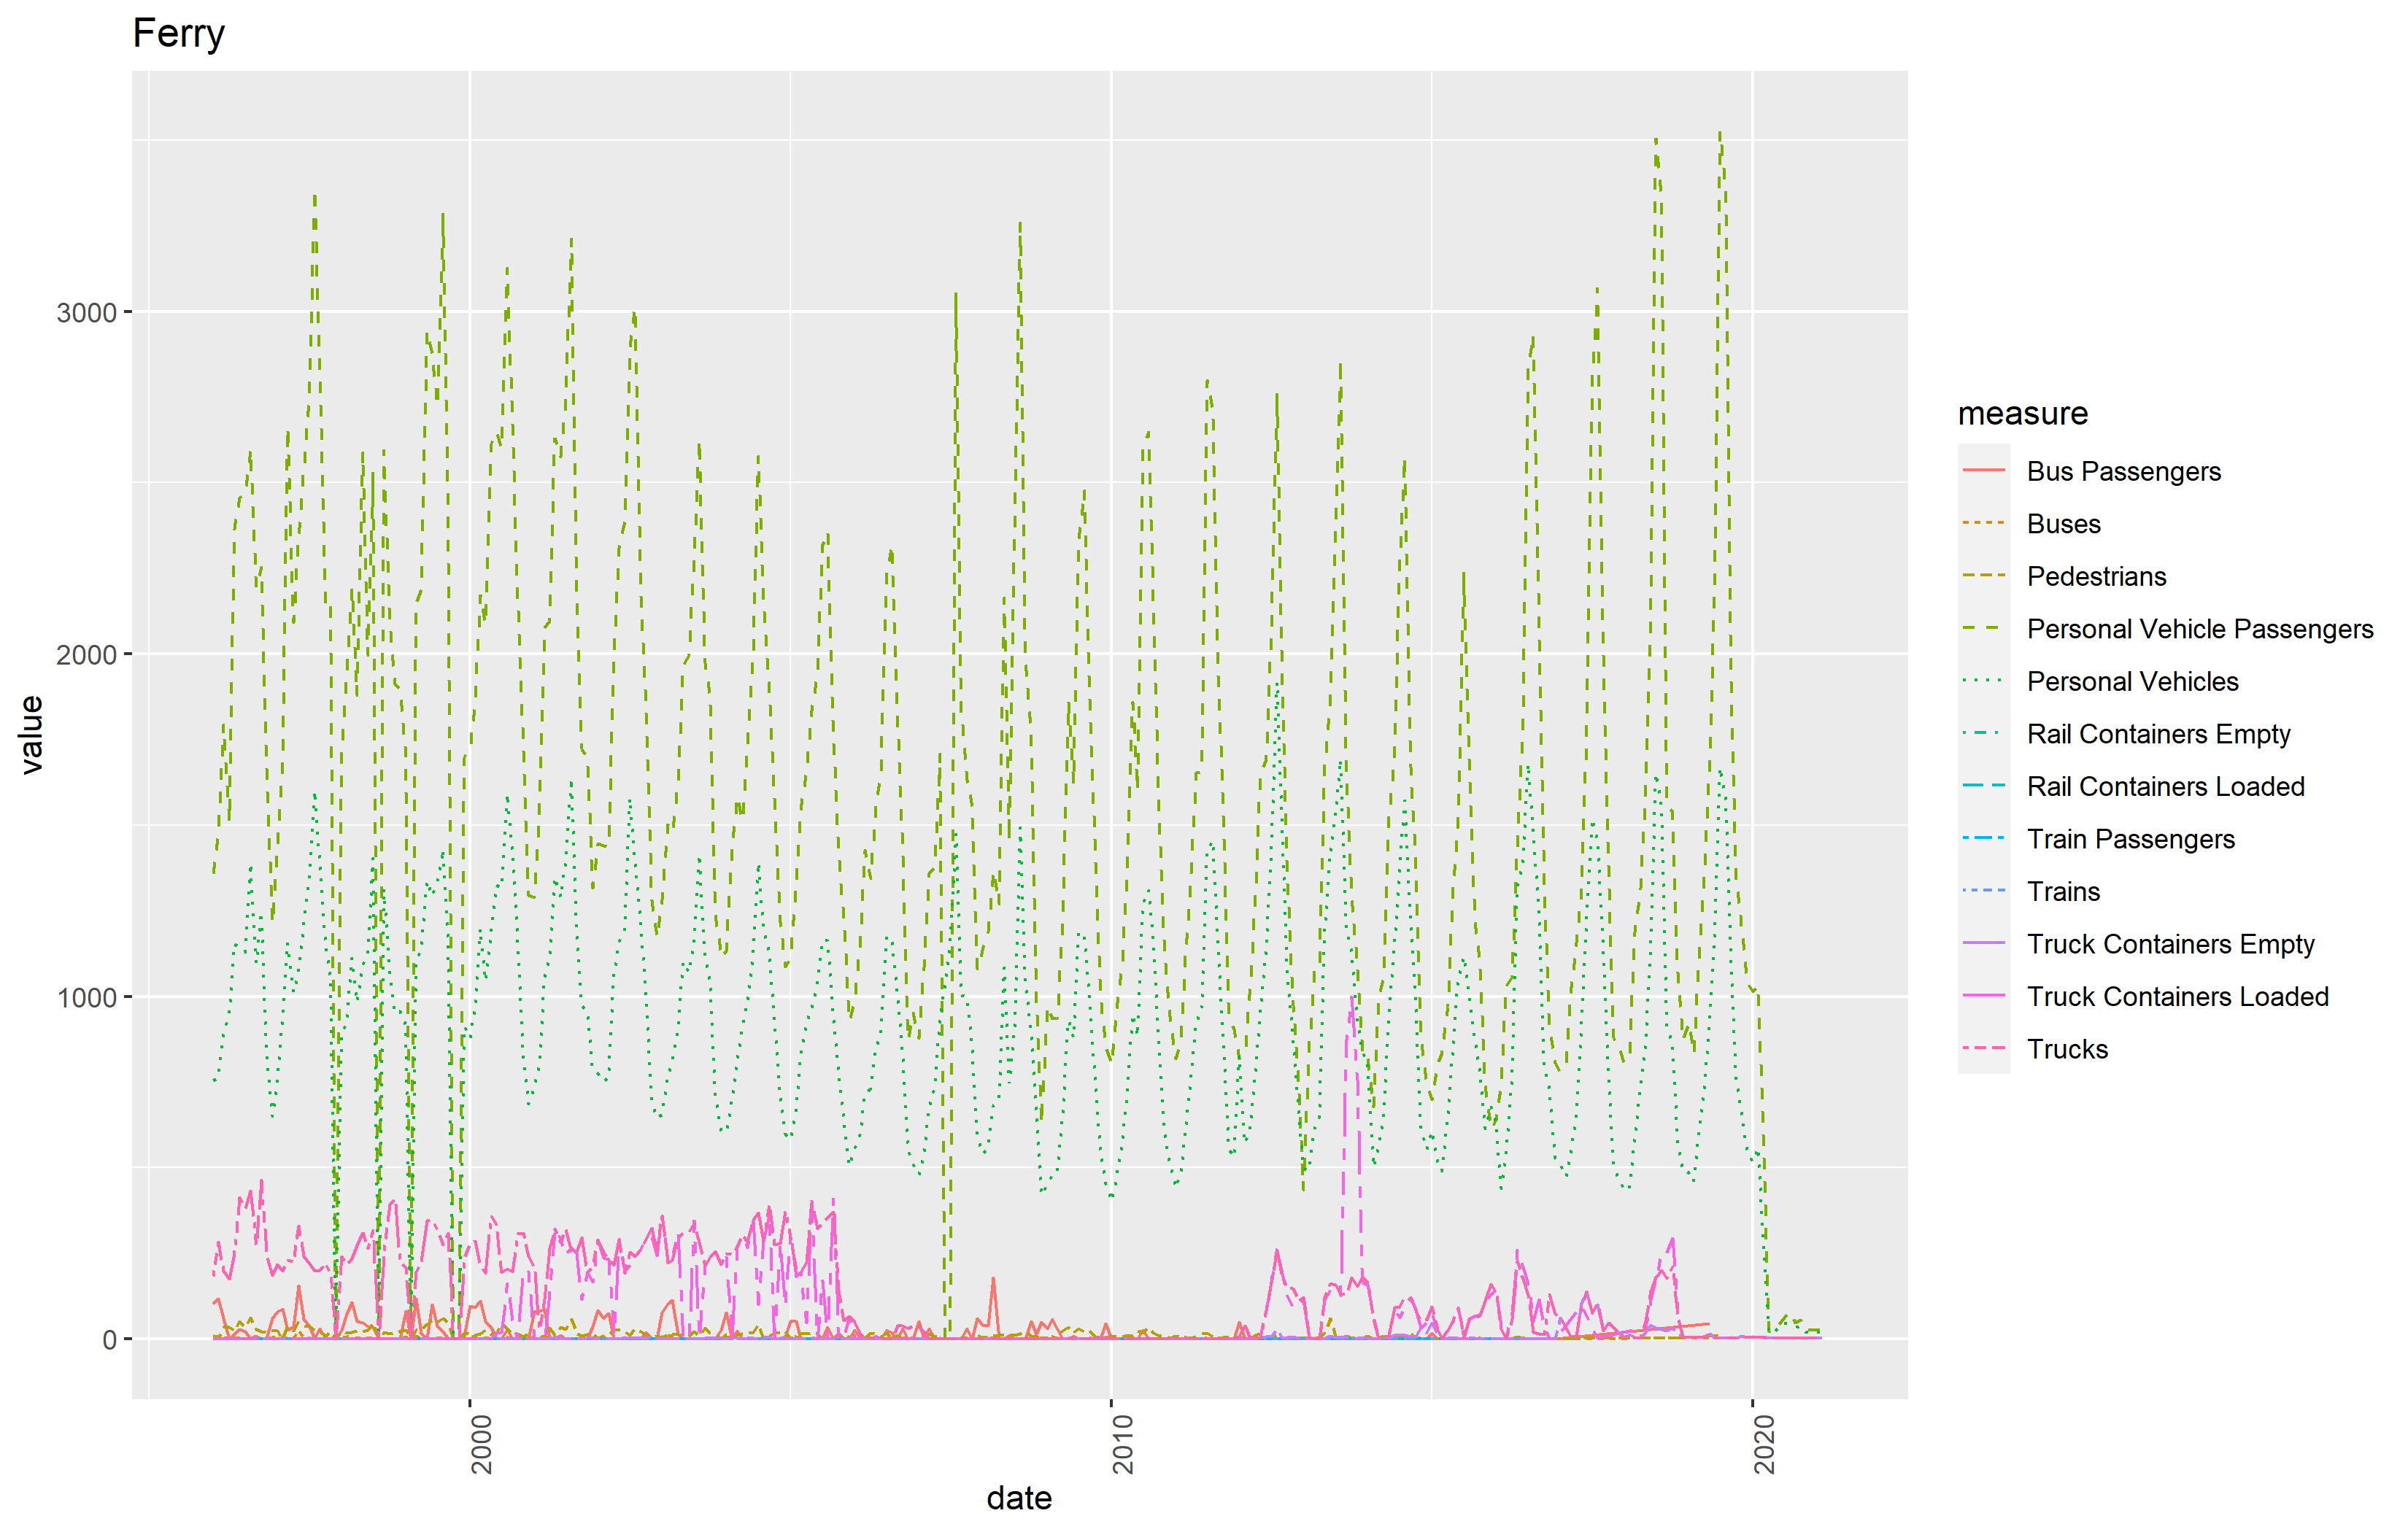 Ferry
3000
2000
1000
0
value
2000
2010
2020
date
measure
Bus Passengers
Buses
Pedestrians
Personal Vehicle Passengers
Personal Vehicles
Rail Containers Empty
Rail Containers Loaded
Train Passengers
Trains
Truck Containers Empty
Truck Containers Loaded
Trucks